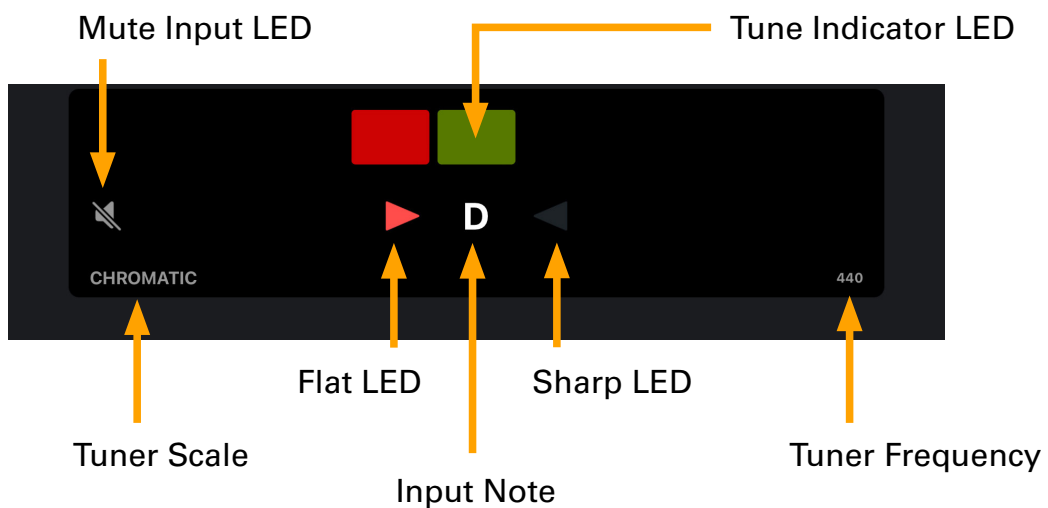 Mute Input LED
Tune Indicator LED
D
CHROMATIC
440
Flat LED
Sharp LED
Tuner Scale
Tuner Frequency
Input Note